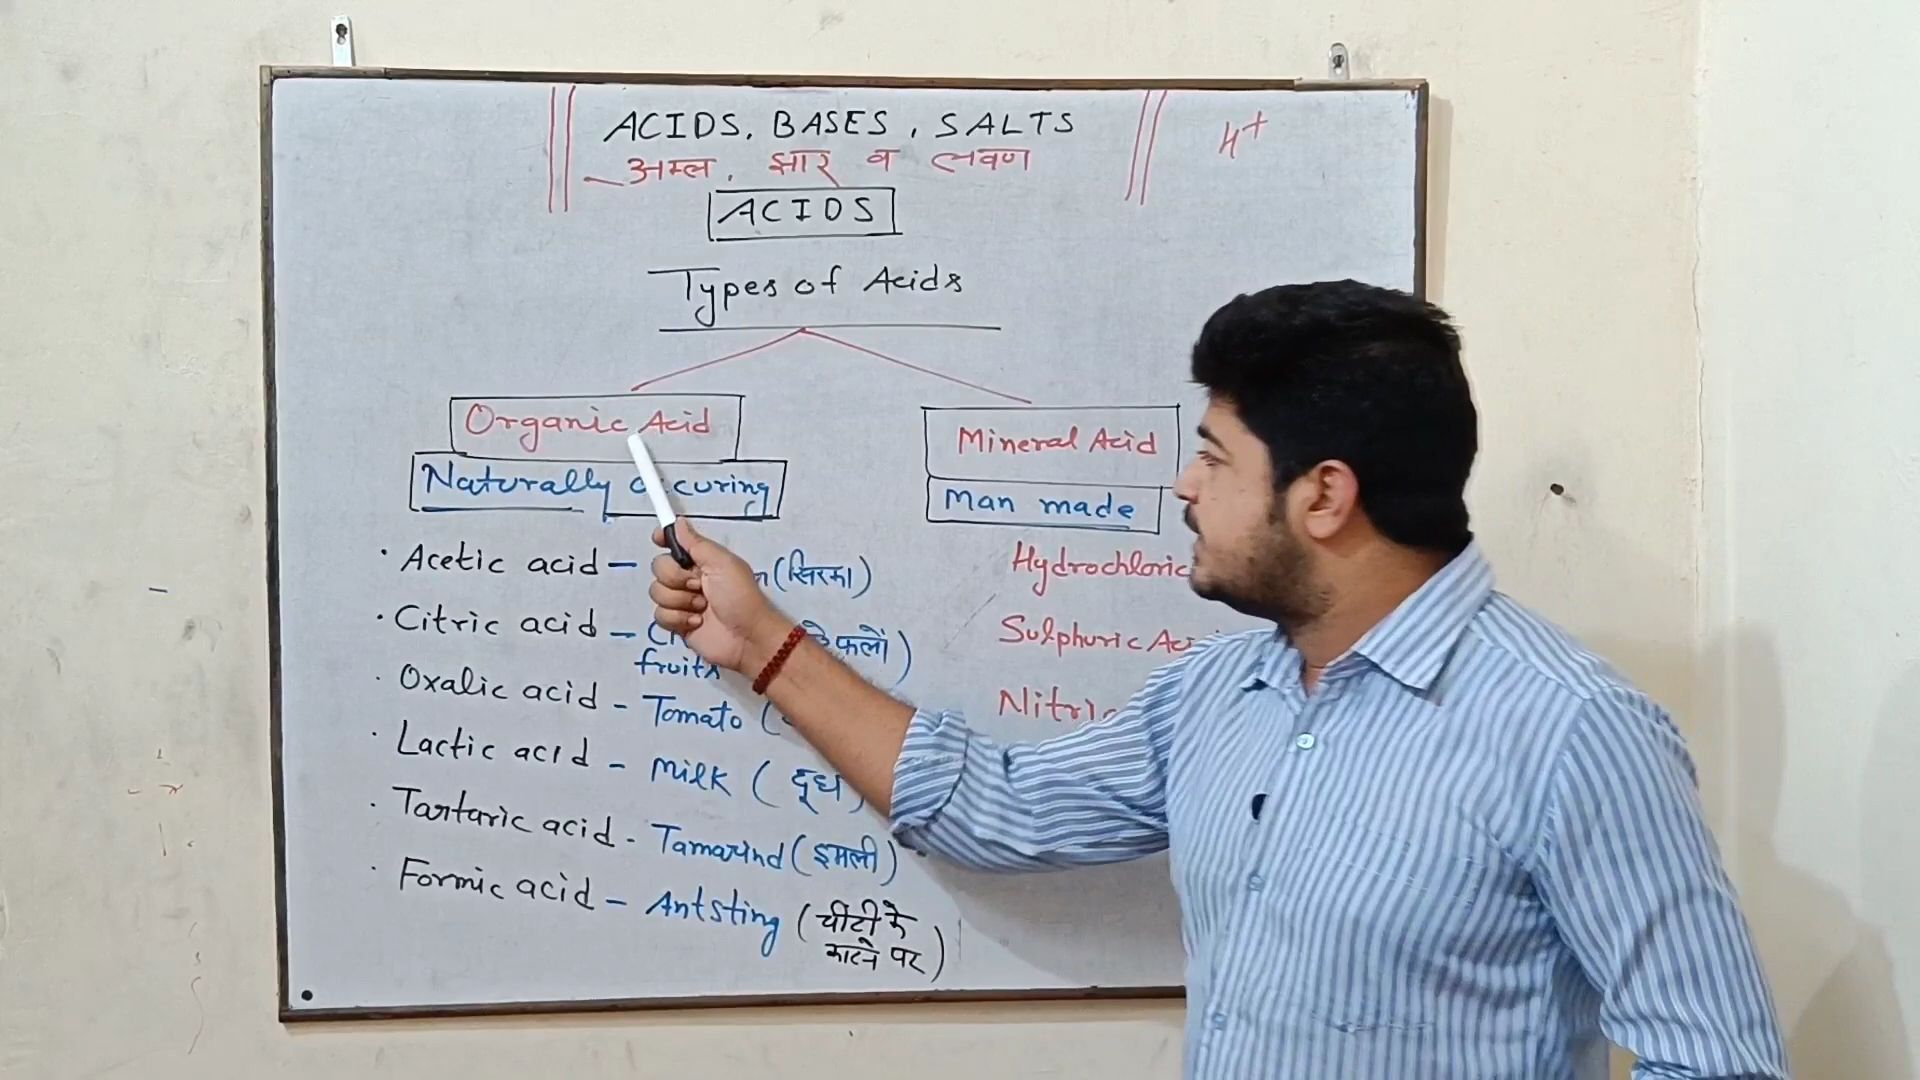 ACIDS, BASES, SALTS
H+
अम्ल, क्षार व लवण
ACIDS
Types of Acids
Organic Acid
Naturally occuring
Mineral Acid
Man made
• Acetic acid – (सिरका)
• Citric acid – फलों)
fruits
• Oxalic acid – Tomato (
• Lactic acid – Milk (दूध)
• Tartaric acid – Tamarind (इमली)
• Formic acid – Antsting (चींटी के
काटने पर)
Hydrochloric
Sulphuric
Nitric